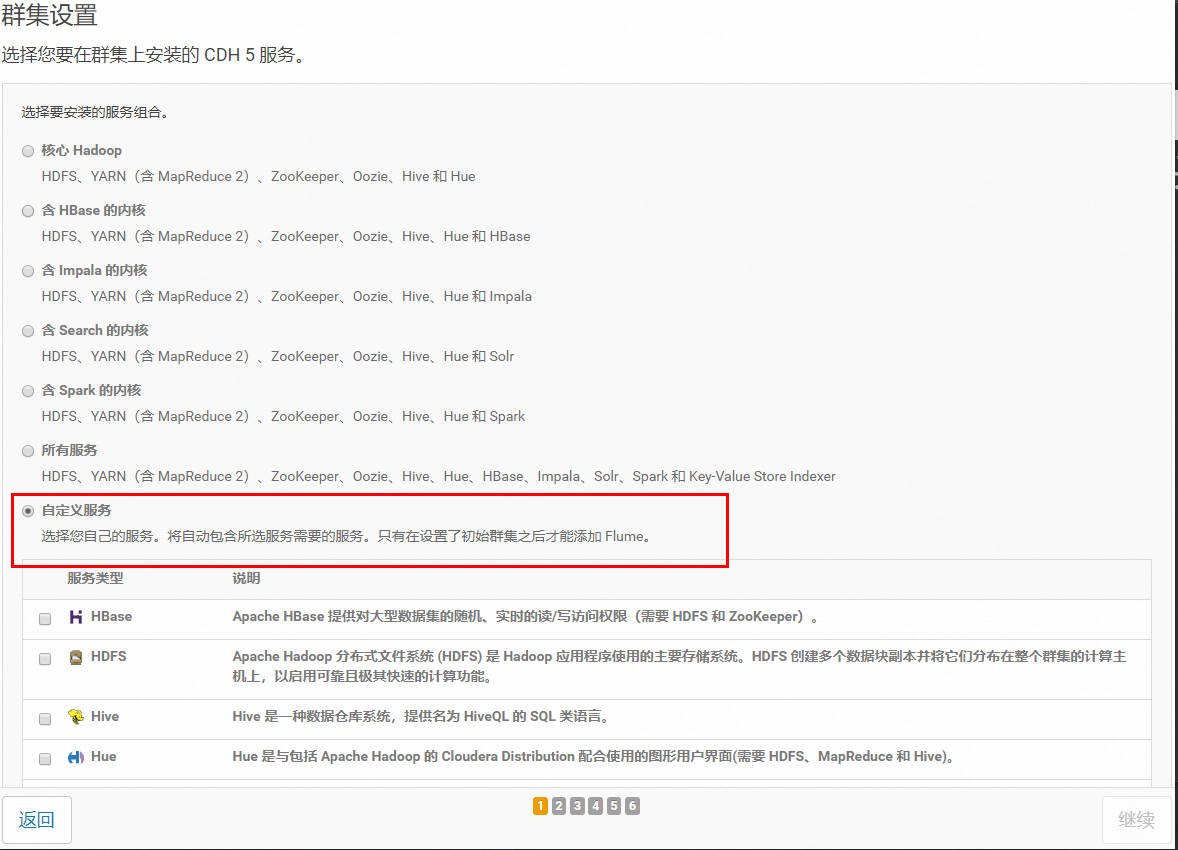 群集设置
选择您要在群集上安装的 CDH 5 服务。
选择要安装的服务组合。
核心 Hadoop
HDFS、YARN（含 MapReduce 2）、ZooKeeper、Oozie、Hive 和 Hue
含 HBase 的内核
HDFS、YARN（含 MapReduce 2）、ZooKeeper、Oozie、Hive、Hue 和 HBase
含 Impala 的内核
HDFS、YARN（含 MapReduce 2）、ZooKeeper、Oozie、Hive、Hue 和 Impala
含 Search 的内核
HDFS、YARN（含 MapReduce 2）、ZooKeeper、Oozie、Hive、Hue 和 Solr
含 Spark 的内核
HDFS、YARN（含 MapReduce 2）、ZooKeeper、Oozie、Hive、Hue 和 Spark
所有服务
HDFS、YARN（含 MapReduce 2）、ZooKeeper、Oozie、Hive、Hue、HBase、Impala、Solr、Spark 和 Key-Value Store Indexer
自定义服务
选择您自己的服务。将自动包含所选服务需要的服务。只有在设置了初始群集之后才能添加 Flume。
服务类型 说明
HBase Apache HBase 提供对大型数据集的随机、实时的读/写访问权限（需要 HDFS 和 ZooKeeper）。
HDFS Apache Hadoop 分布式文件系统 (HDFS) 是 Hadoop 应用程序使用的主要存储系统。HDFS 创建多个数据块副本并将它们分布在整个群集的计算主
机上，以启用可靠且极其快速的计算功能。
Hive Hive 是一种数据仓库系统，提供名为 HiveQL 的 SQL 类语言。
Hue Hue 是与包括 Apache Hadoop 的 Cloudera Distribution 配合使用的图形用户界面(需要 HDFS、MapReduce 和 Hive)。
返回 1 2 3 4 5 6 继续